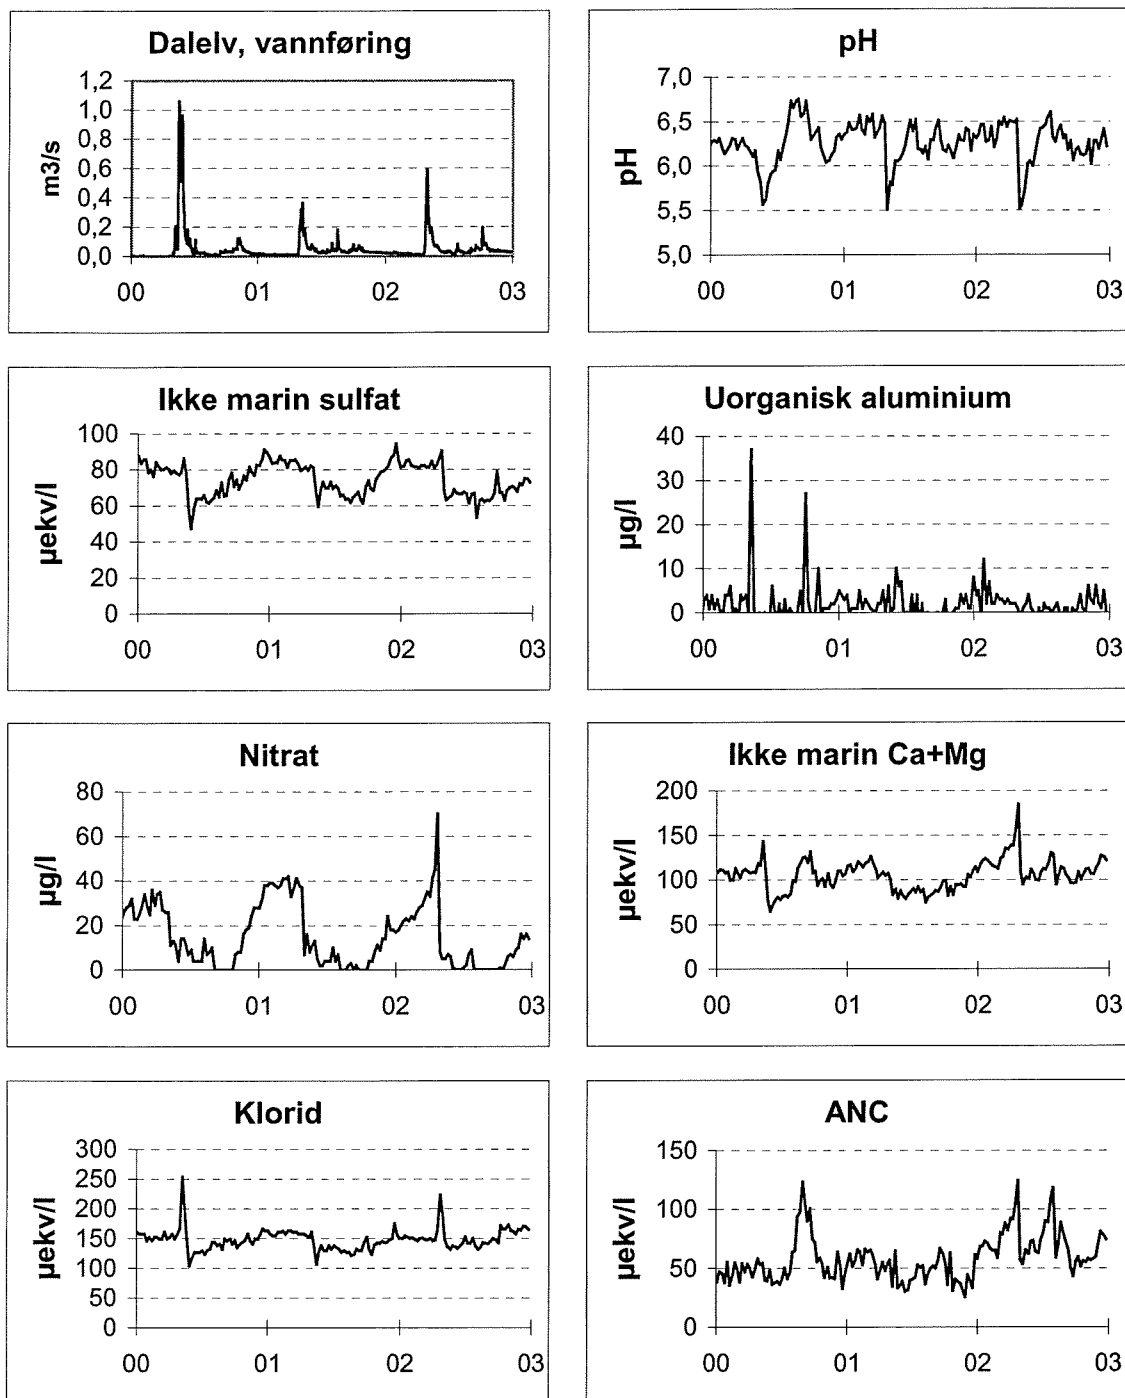 Dalelv, vannføring
m3/s
1,2
1,0
0,8
0,6
0,4
0,2
0,0
00 01 02 03
pH
pH
7,0
6,5
6,0
5,5
5,0
00 01 02 03
Ikke marin sulfat
µekv/l
100
80
60
40
20
0
00 01 02 03
Uorganisk aluminium
µg/l
40
30
20
10
0
00 01 02 03
Nitrat
µg/l
80
60
40
20
0
00 01 02 03
Ikke marin Ca+Mg
µekv/l
200
150
100
50
0
00 01 02 03
Klorid
µekv/l
300
250
200
150
100
50
0
00 01 02 03
ANC
µekv/l
150
100
50
0
00 01 02 03